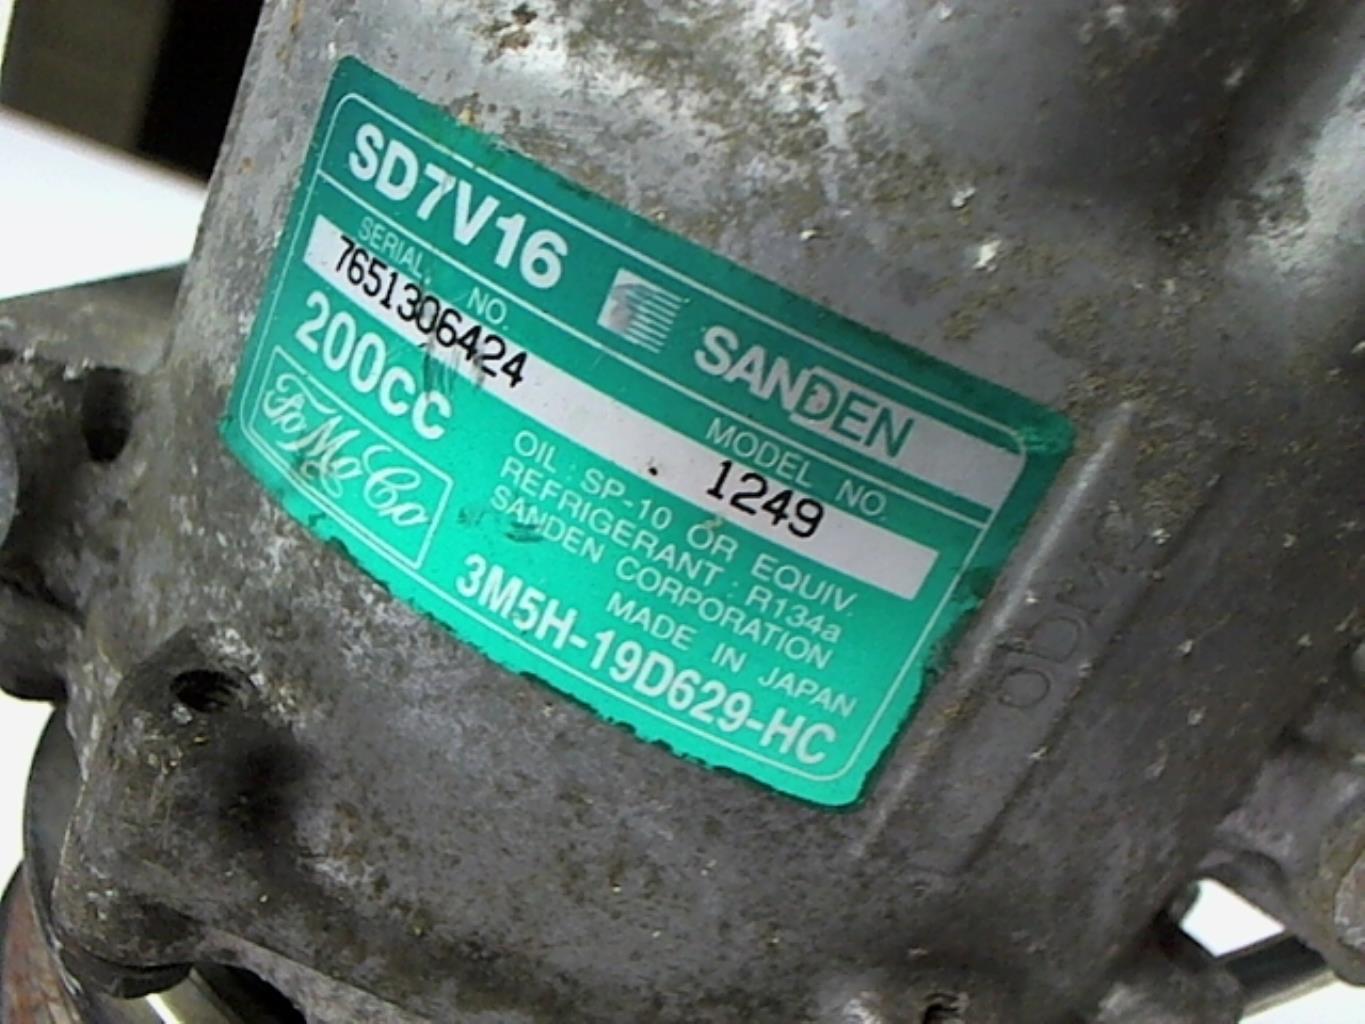 SD7V16 SANDEN
SERIAL. NO. MODEL NO.
7651306424 . 1249
200CC
OIL : SP-10 OR EQUIV.
REFRIGERANT : R134a
SANDEN CORPORATION
MADE IN JAPAN
FoMoCo
3M5H-19D629-HC